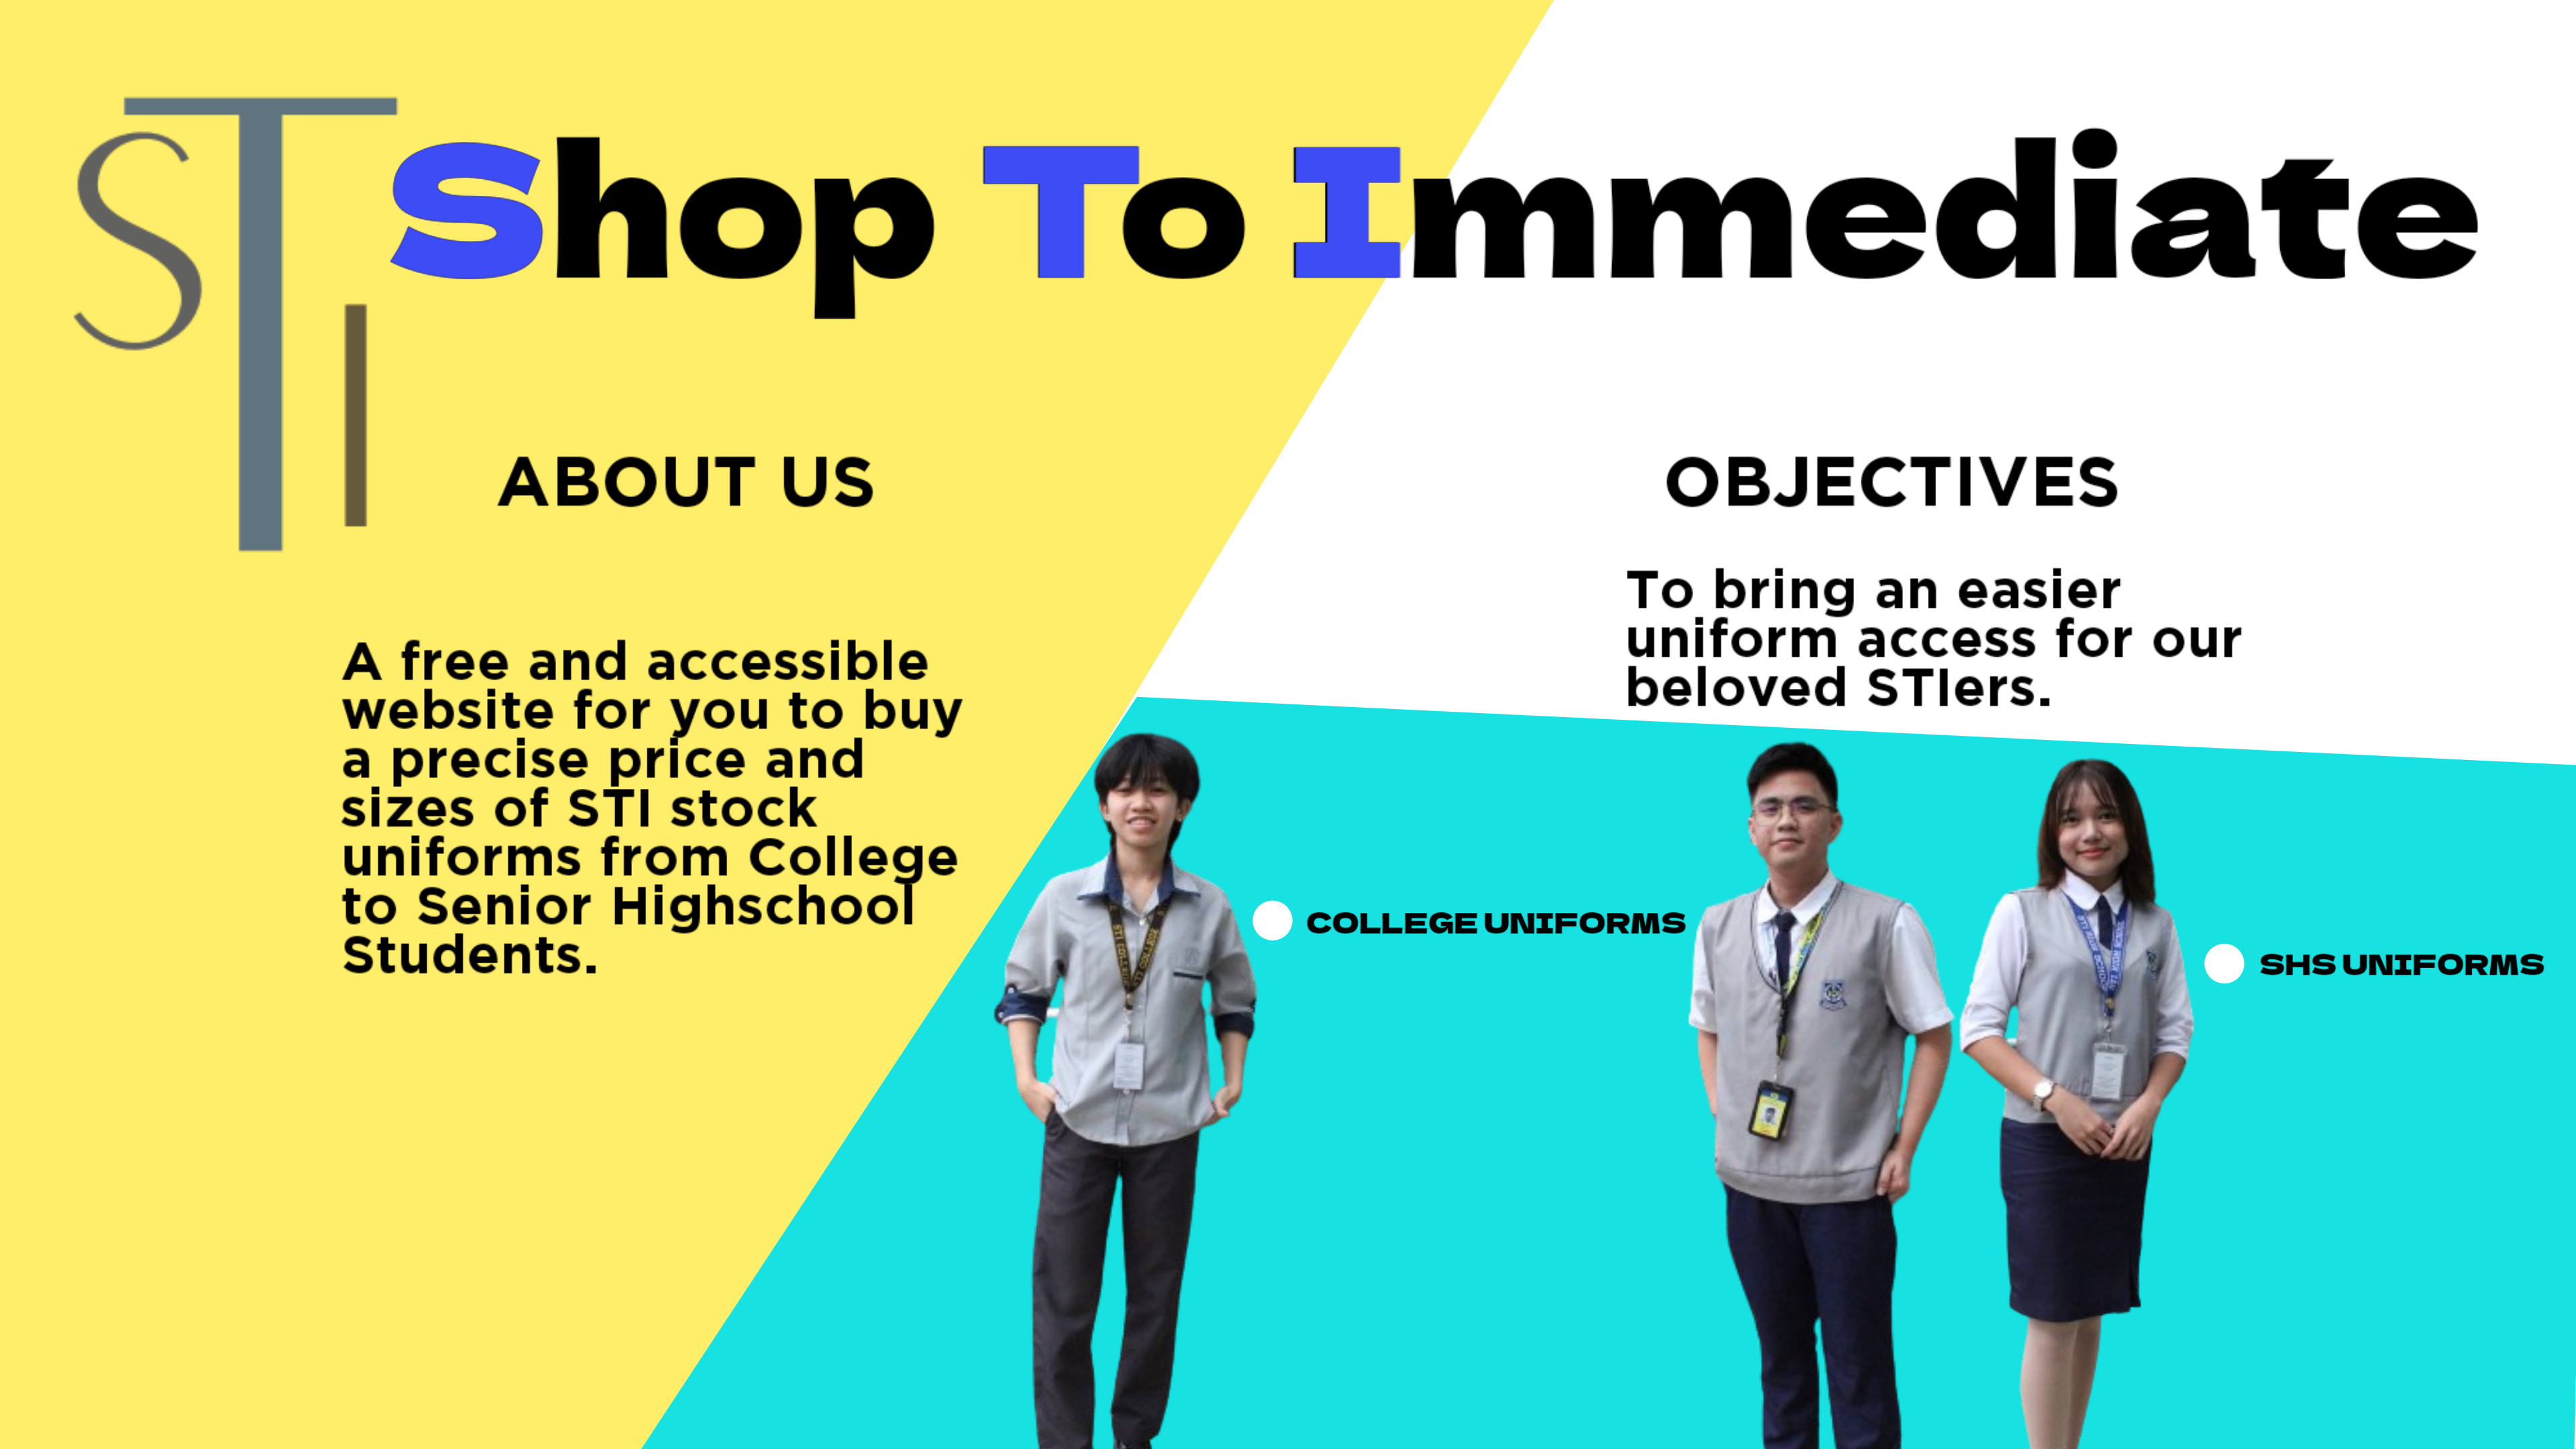 STI
Shop To Immediate
ABOUT US
A free and accessible
website for you to buy
a precise price and
sizes of STI stock
uniforms from College
to Senior Highschool
Students.
OBJECTIVES
To bring an easier
uniform access for our
beloved STIers.
COLLEGE UNIFORMS
SHS UNIFORMS